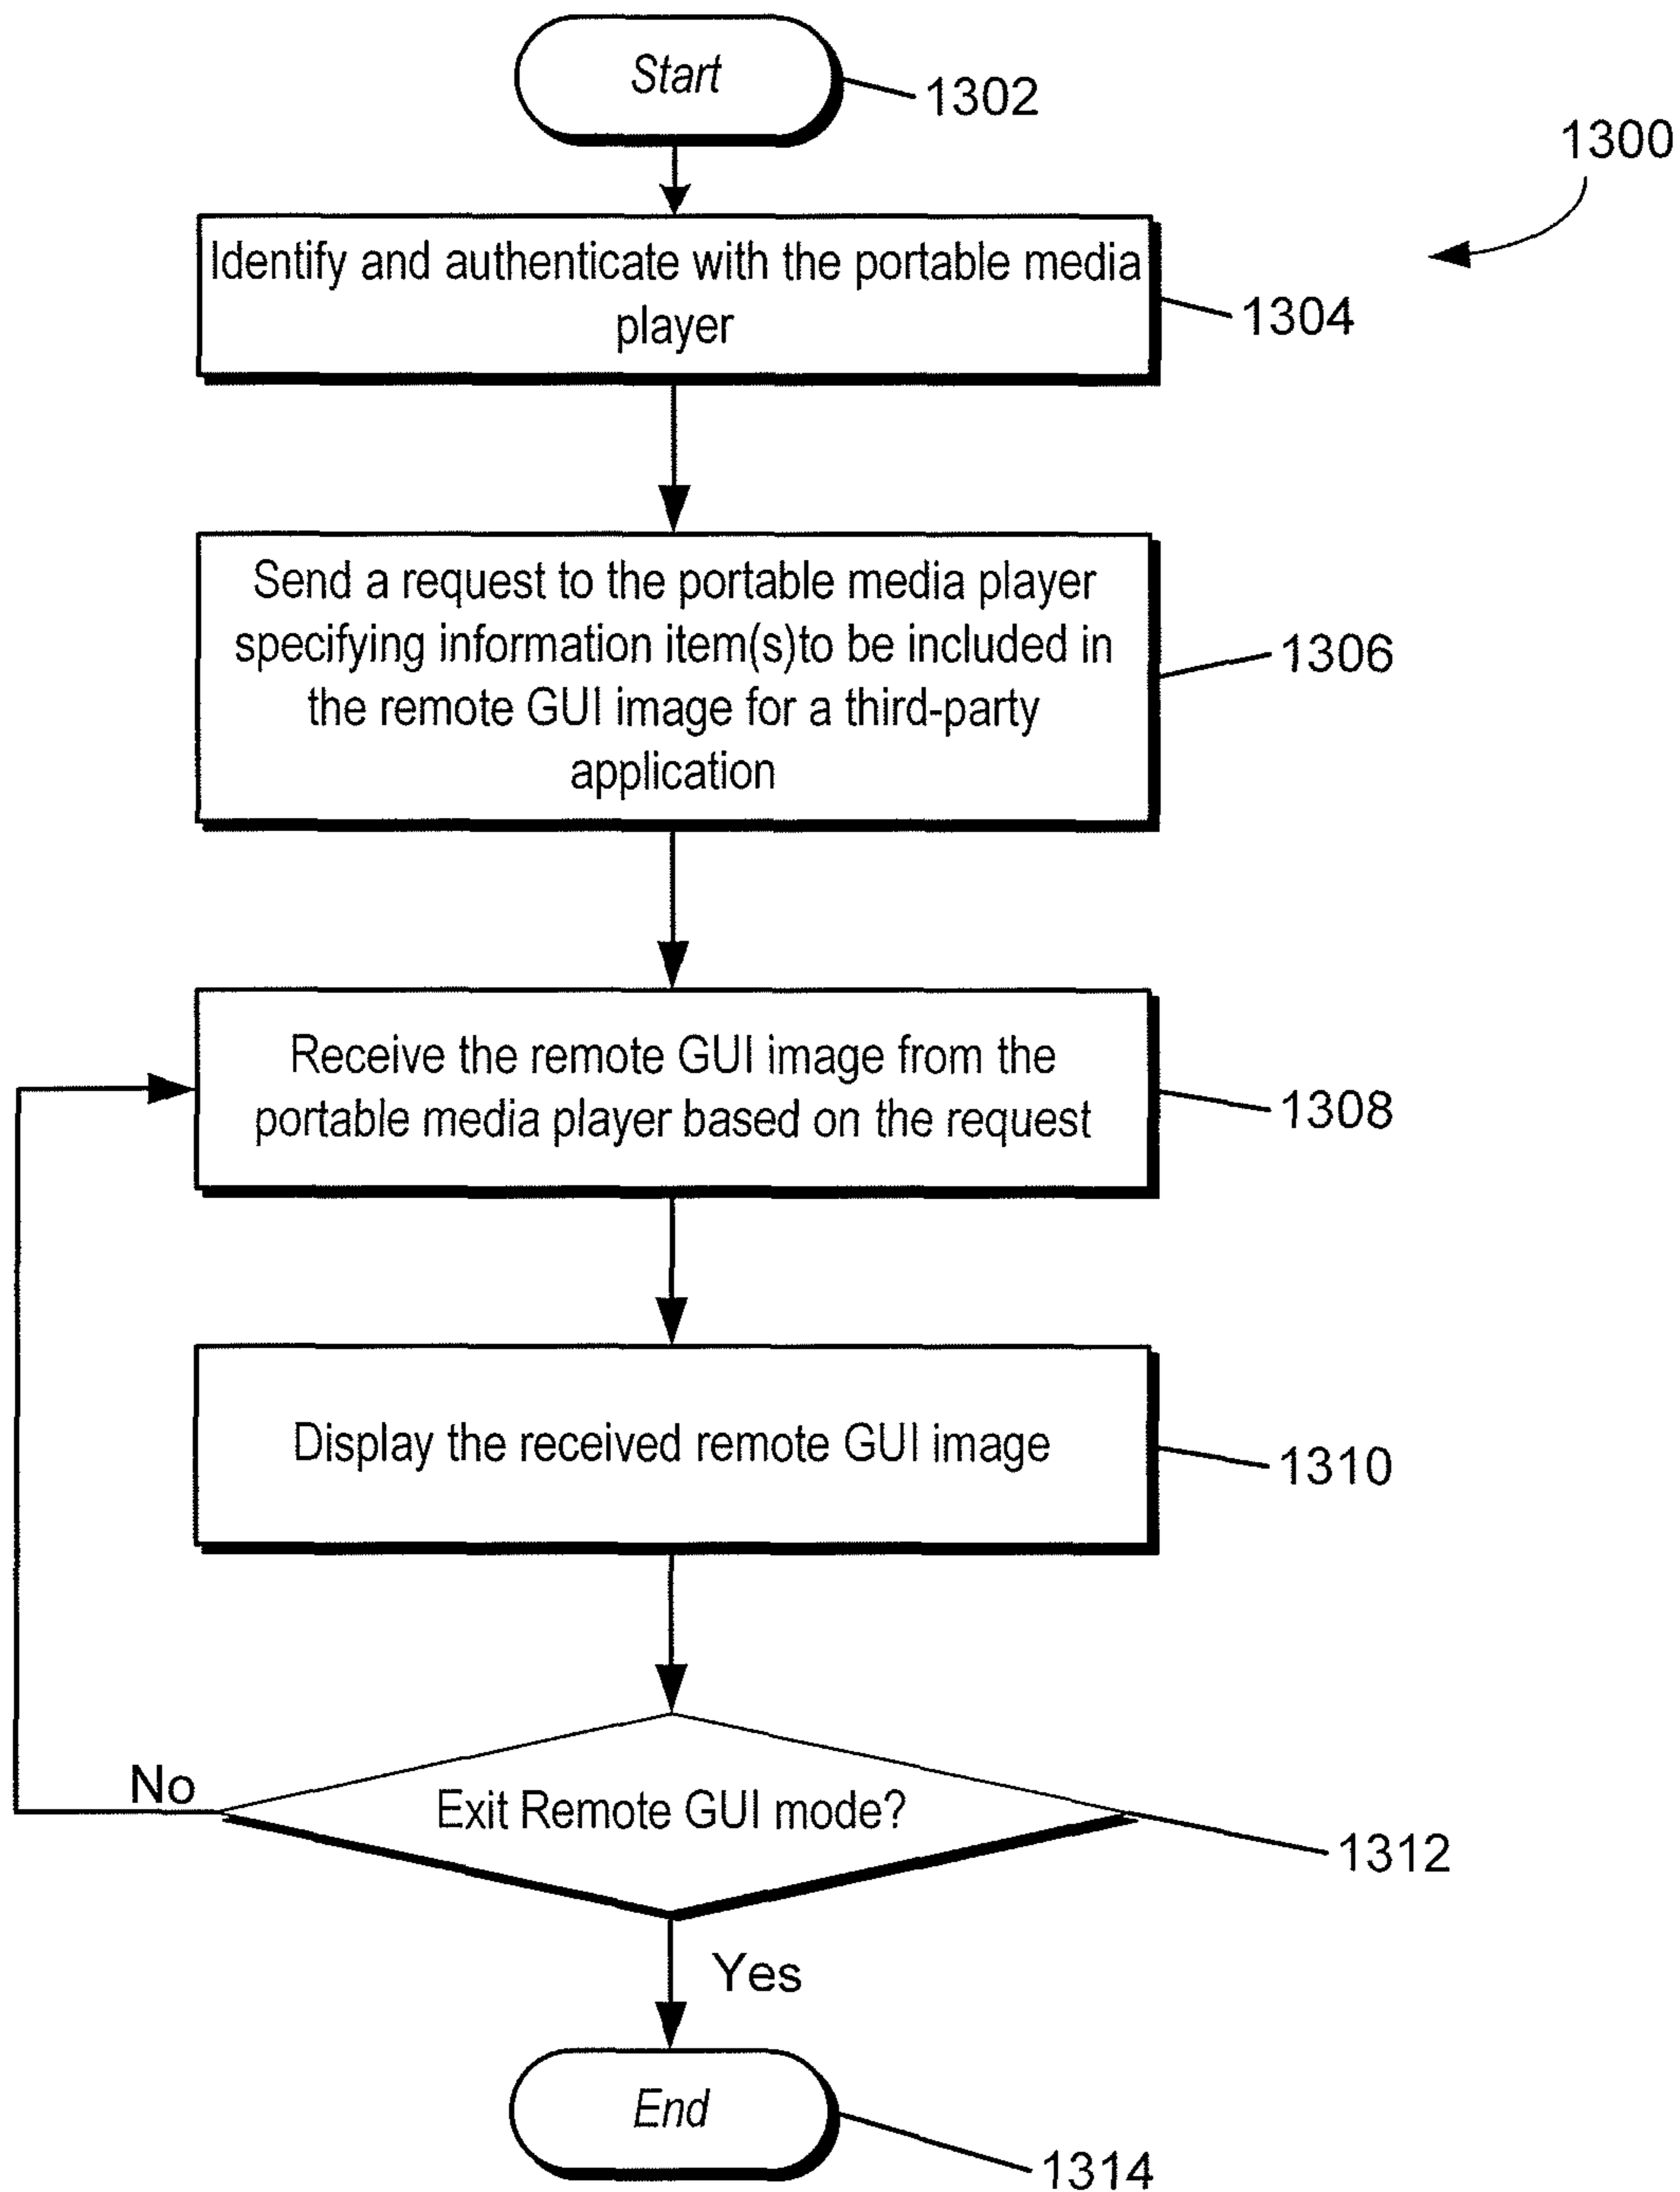 Start
1302
1300
Identify and authenticate with the portable media
player
1304
Send a request to the portable media player
specifying information item(s)to be included in
the remote GUI image for a third-party
application
1306
Receive the remote GUI image from the
portable media player based on the request
1308
Display the received remote GUI image
1310
No
Exit Remote GUI mode?
1312
Yes
End
1314